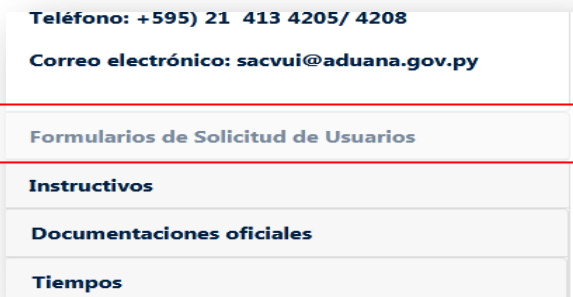 Teléfono: +595) 21 413 4205/ 4208
Correo electrónico: sacvui@aduana.gov.py
Formularios de Solicitud de Usuarios
Instructivos
Documentaciones oficiales
Tiempos